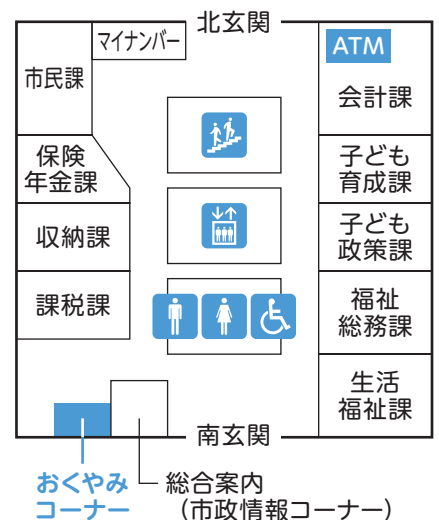 北玄関
マイナンバー
ATM
市民課
会計課
保険
年金課
子ども
育成課
収納課
子ども
政策課
課税課
福祉
総務課
生活
福祉課
南玄関
おくやみ
コーナー
総合案内
(市政情報コーナー)